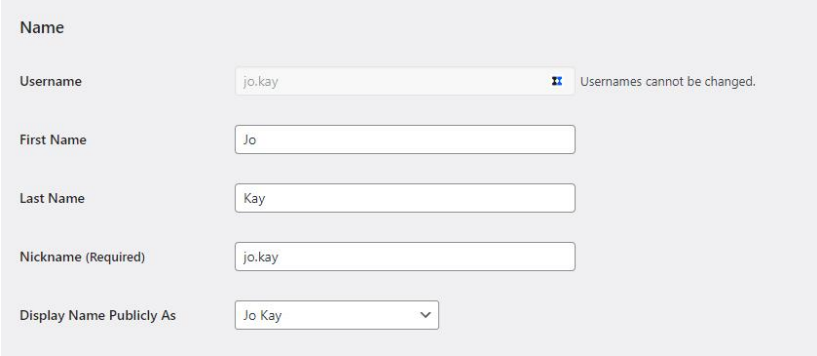 Name
Username jo.kay Usernames cannot be changed.
First Name Jo
Last Name Kay
Nickname (Required) jo.kay
Display Name Publicly As Jo Kay